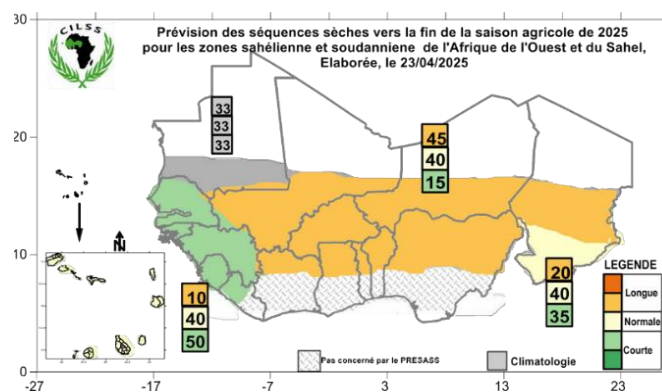 CILSS
Prévision des séquences sèches vers la fin de la saison agricole de 2025
pour les zones sahélienne et soudanniene de l'Afrique de l'Ouest et du Sahel,
Elaborée, le 23/04/2025
30
20
10
0
33
33
33
45
40
15
10
40
50
20
40
35
N
LEGENDE
Longue
Normale
Courte
Pas concerné par le PRESASS
Climatologie
-27
-17
-7
3
13
23